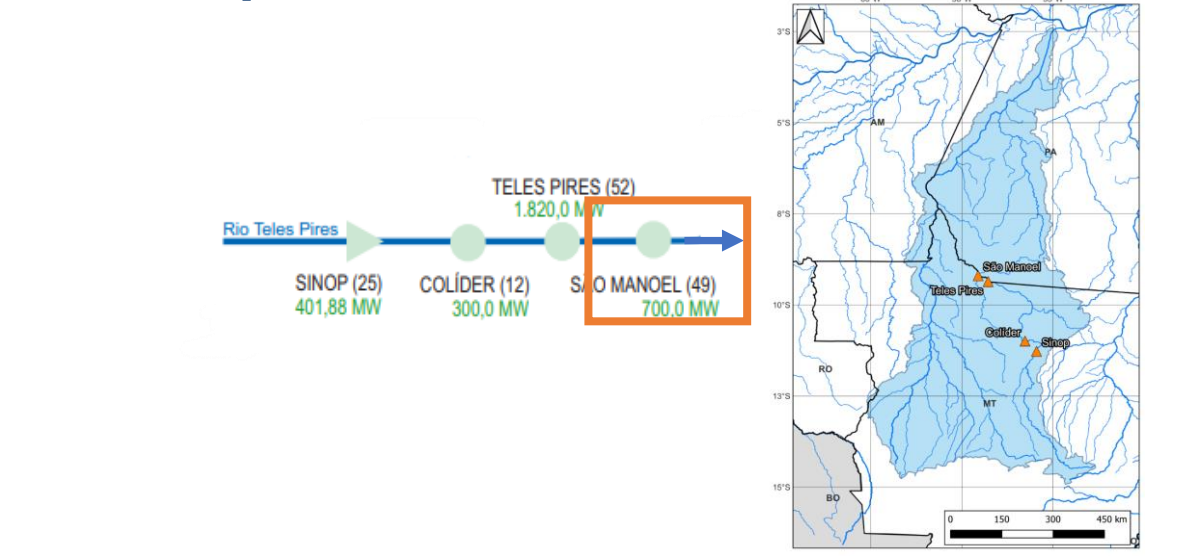 TELES PIRES (52)
1.820,0 MW
Rio Teles Pires
SINOP (25)
401,88 MW
COLÍDER (12)
300,0 MW
SÃO MANOEL (49)
700,0 MW
3°S
5°S
8°S
10°S
13°S
15°S
AM
PA
São Manoel
Teles Pires
Colíder
Sinop
RO
MT
BO
0 150 300 450 km